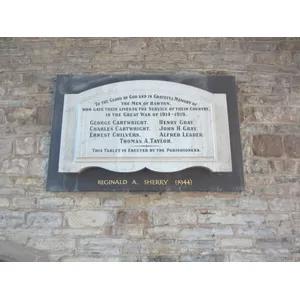 To the Glory of God and in Grateful Memory of
the Men of Hawton,
who gave their lives in the Service of their Country,
in the Great War of 1914-1919.
George Cartwright. Henry Gray.
Charles Cartwright. John H. Gray.
Ernest Chilvers. Alfred Leader.
Thomas A. Taylor.
This Tablet is Erected by the Parishioners.
REGINALD A. SHERRY (1944)